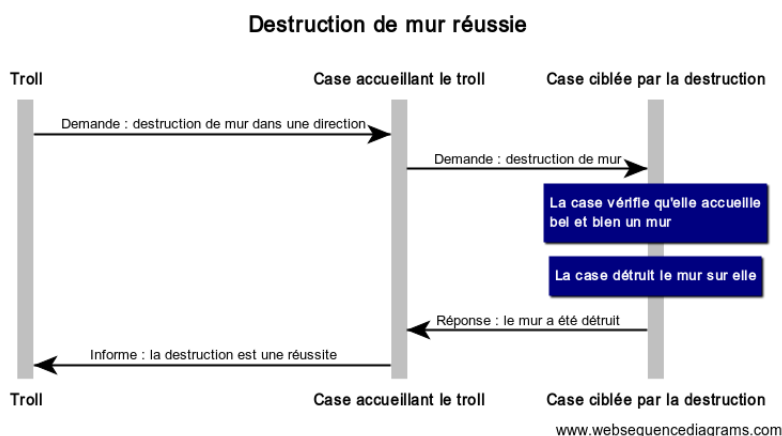 Destruction de mur réussie
Troll
Case accueillant le troll
Case ciblée par la destruction
Demande : destruction de mur dans une direction
Demande : destruction de mur
La case vérifie qu'elle accueille
bel et bien un mur
La case détruit le mur sur elle
Réponse : le mur a été détruit
Informe : la destruction est une réussite
Troll
Case accueillant le troll
Case ciblée par la destruction
www.websequencediagrams.com